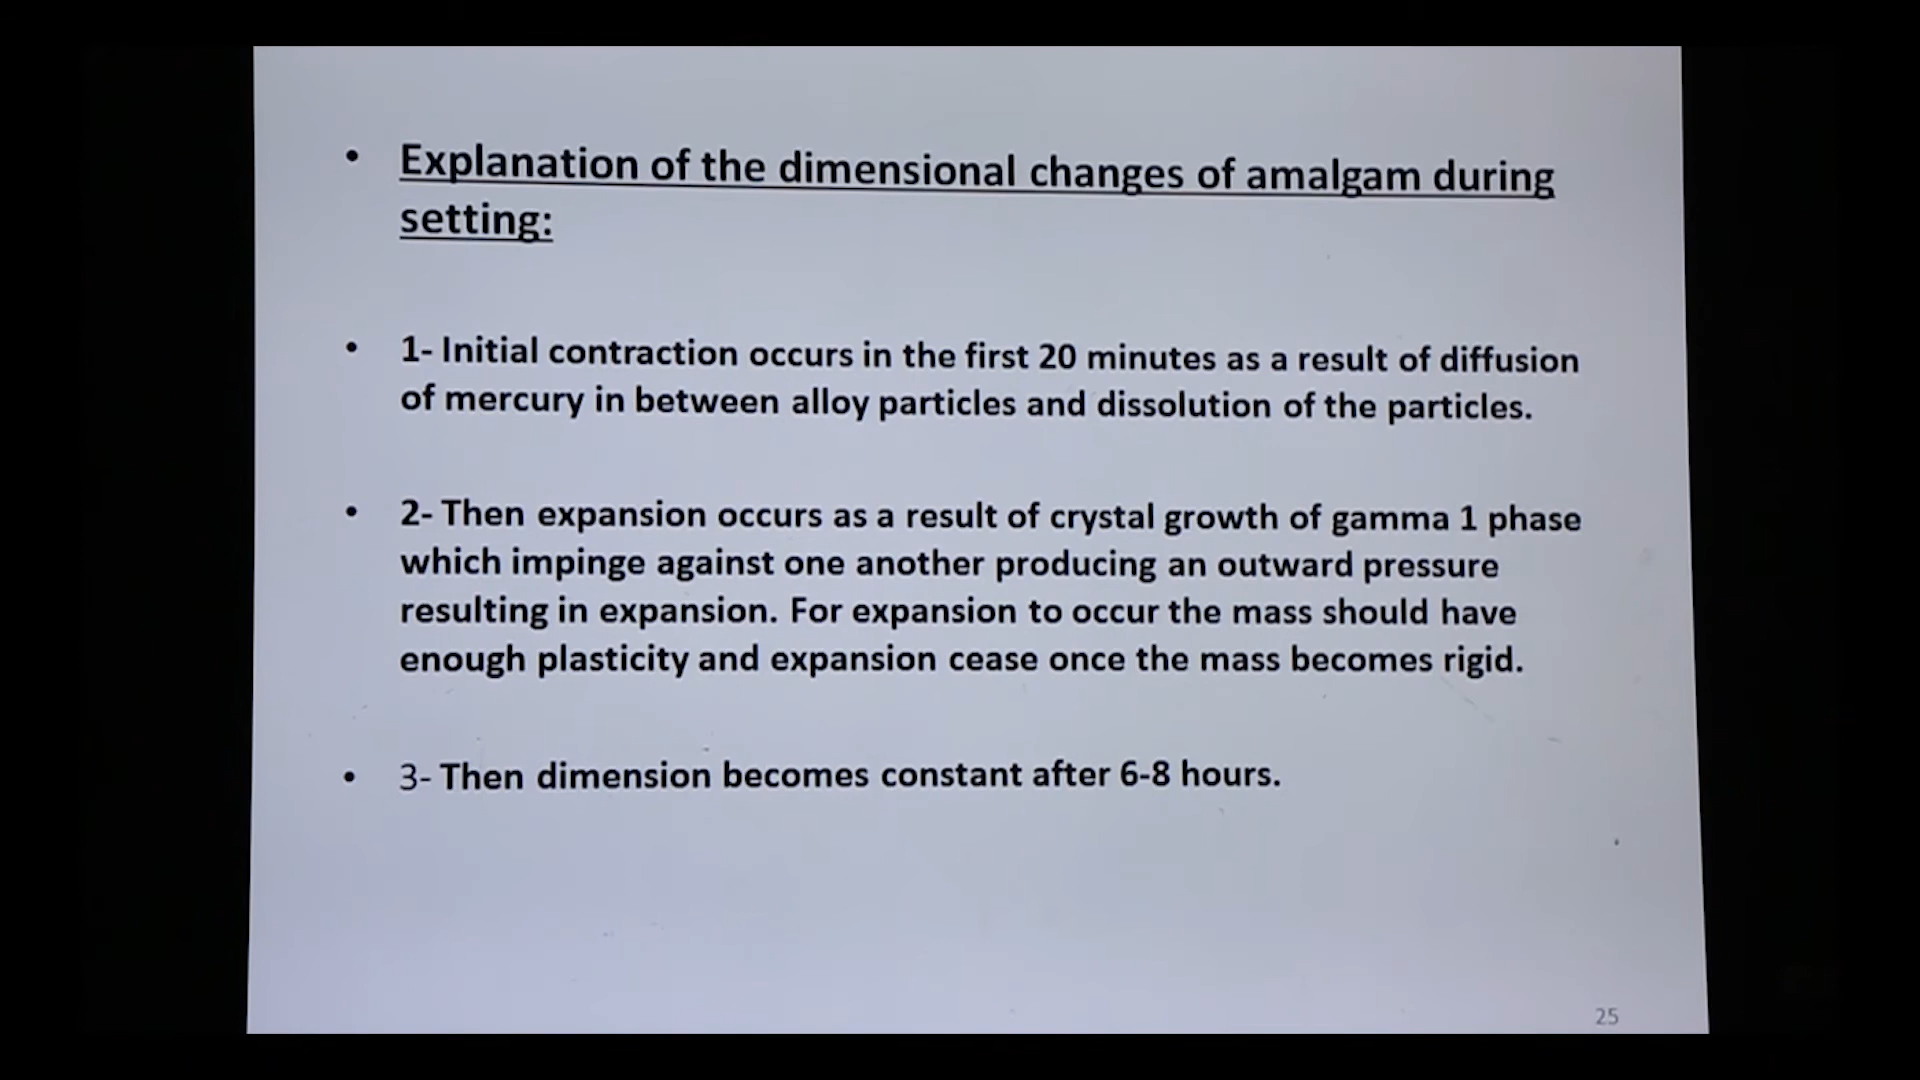 • Explanation of the dimensional changes of amalgam during
setting:
• 1- Initial contraction occurs in the first 20 minutes as a result of diffusion
of mercury in between alloy particles and dissolution of the particles.
• 2- Then expansion occurs as a result of crystal growth of gamma 1 phase
which impinge against one another producing an outward pressure
resulting in expansion. For expansion to occur the mass should have
enough plasticity and expansion cease once the mass becomes rigid.
• 3- Then dimension becomes constant after 6-8 hours.
25